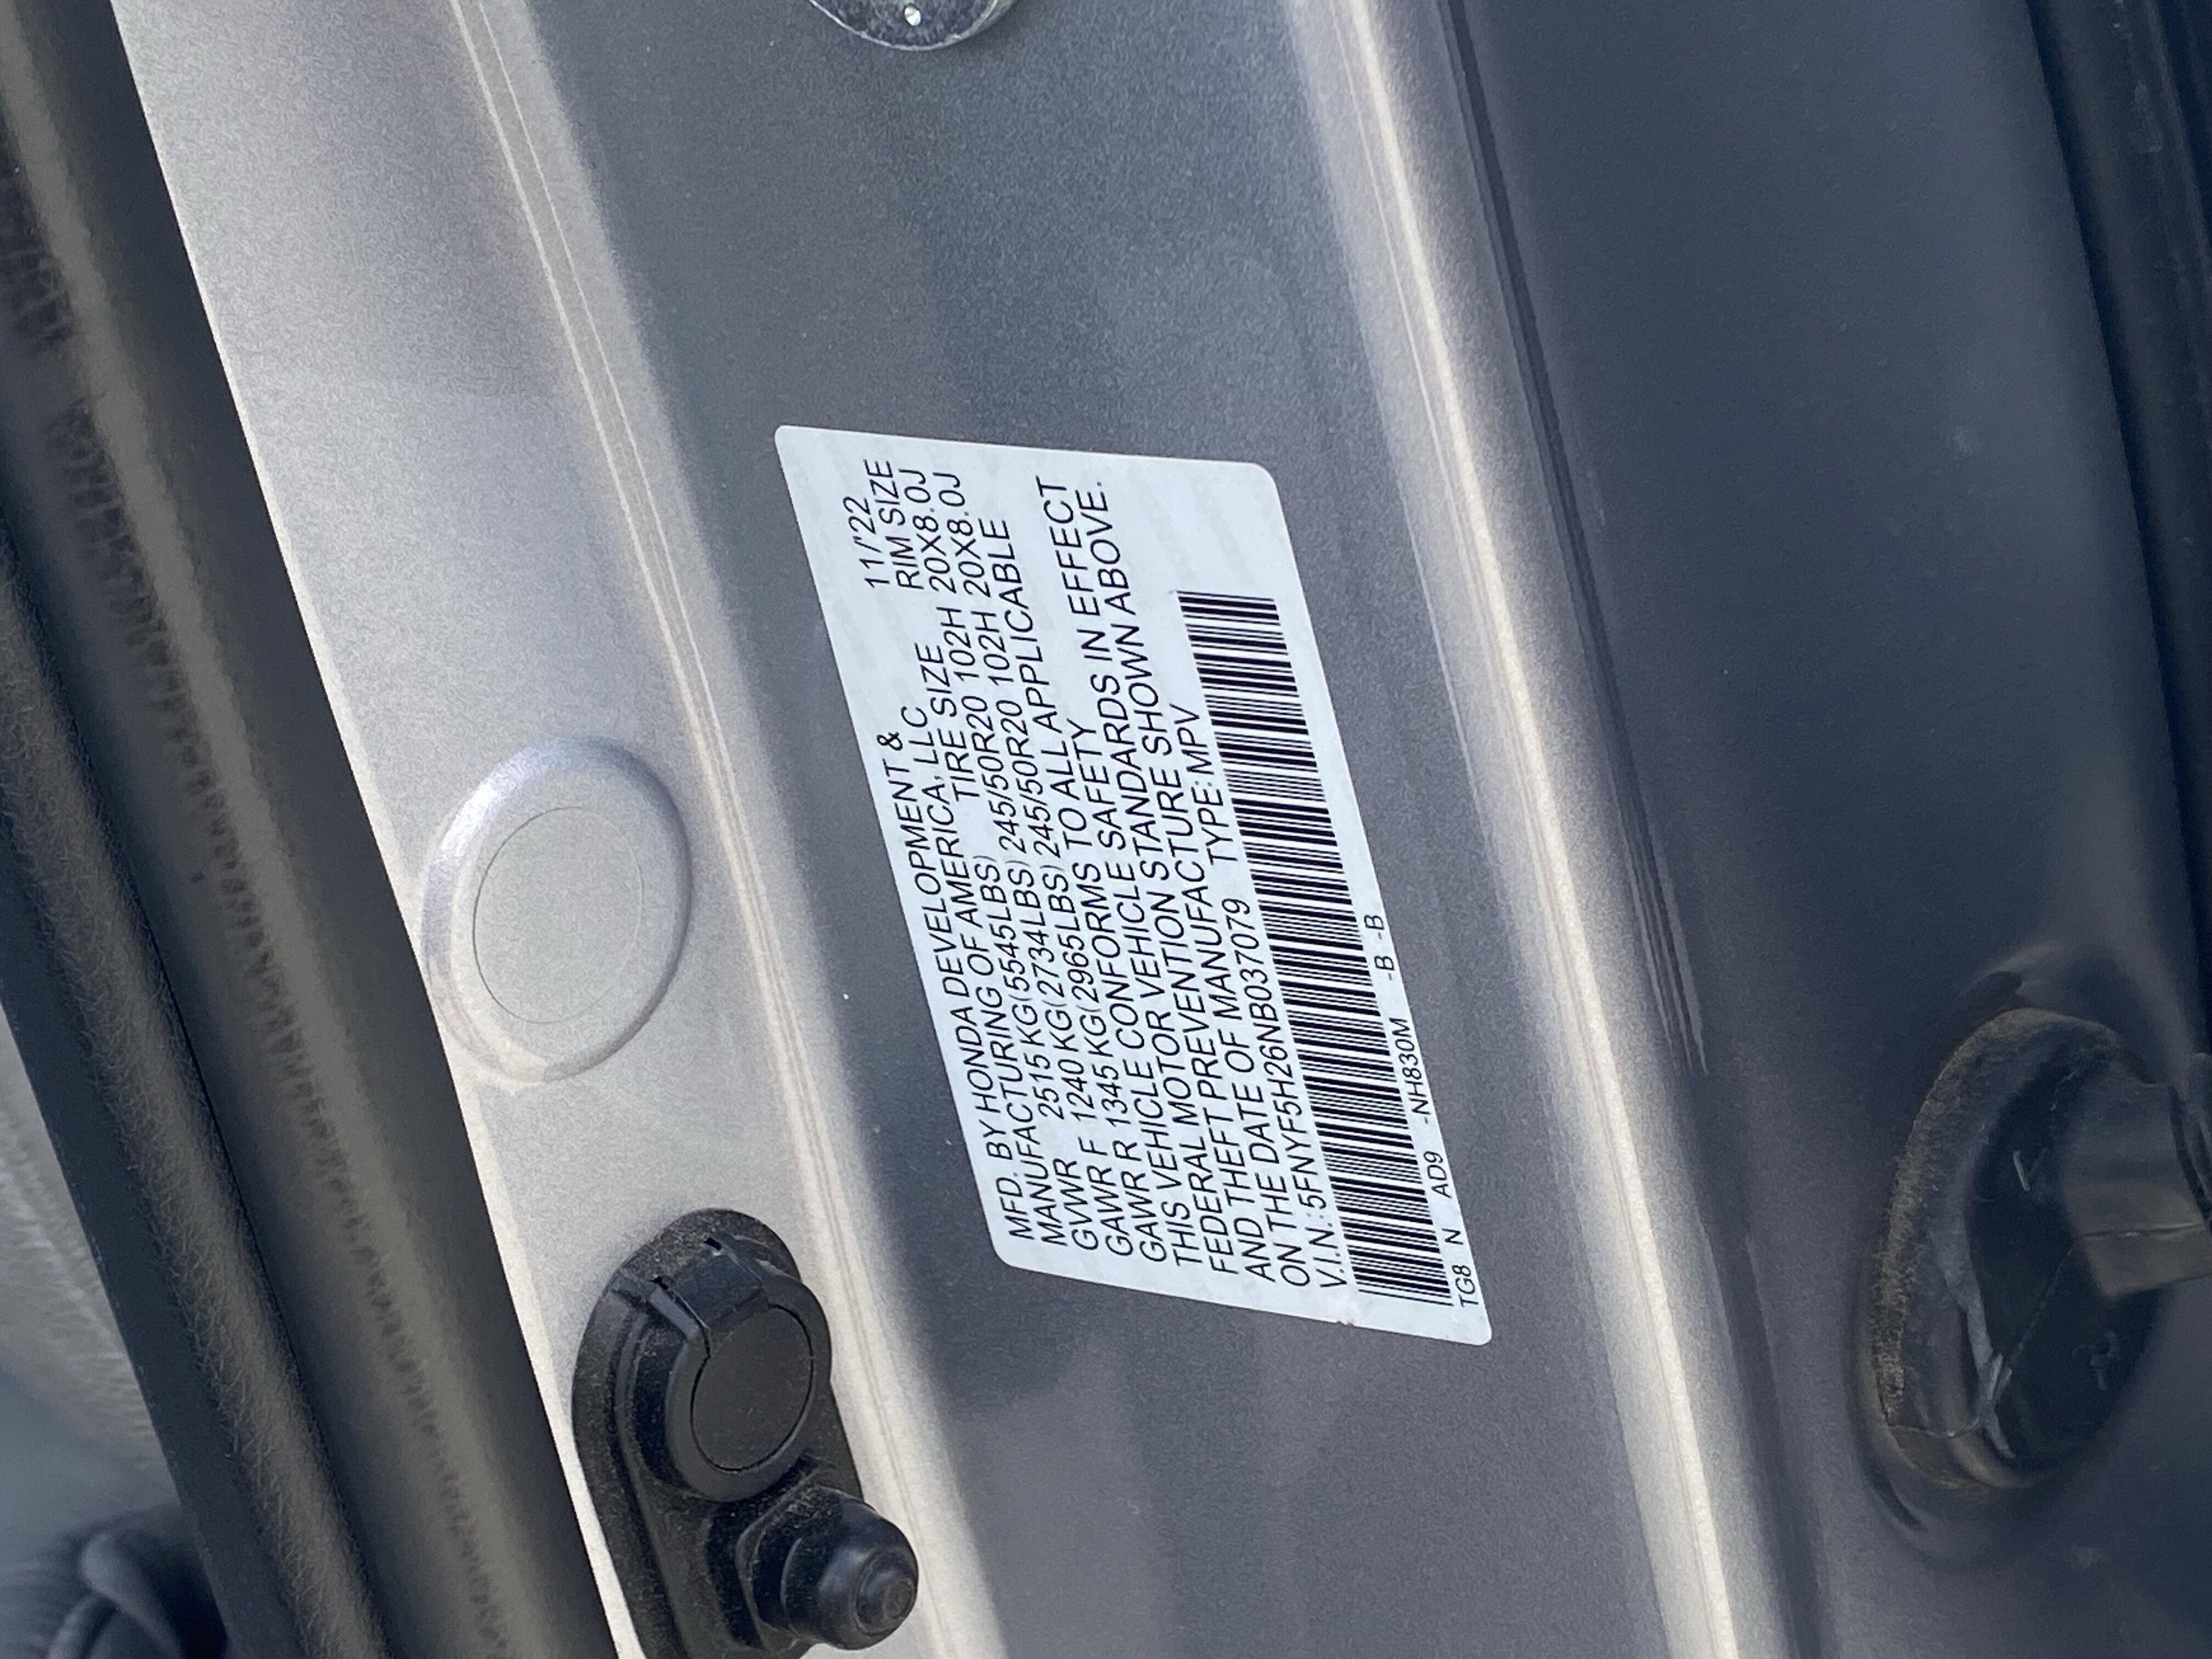 MFD. BY HONDA DEVELOPMENT & 11/'22
MANUFACTURING OF AMERICA, LLC RIM SIZE
GVWR 2515 KG(5545LBS) TIRE SIZE 20X8.0J
GAWR F 1240 KG(2734LBS) 245/50R20 102H 20X8.0J
GAWR R 1345 KG(2965LBS) 245/50R20 102H APPLICABLE
THIS VEHICLE CONFORMS TO ALL
FEDERAL MOTOR VEHICLE SAFETY
AND THEFT PREVENTION STANDARDS IN EFFECT
ON THE DATE OF MANUFACTURE SHOWN ABOVE.
V.I.N.:5FNYF5H26NB037079 TYPE:MPV
TG8 N AD9 -NH830M -B -B